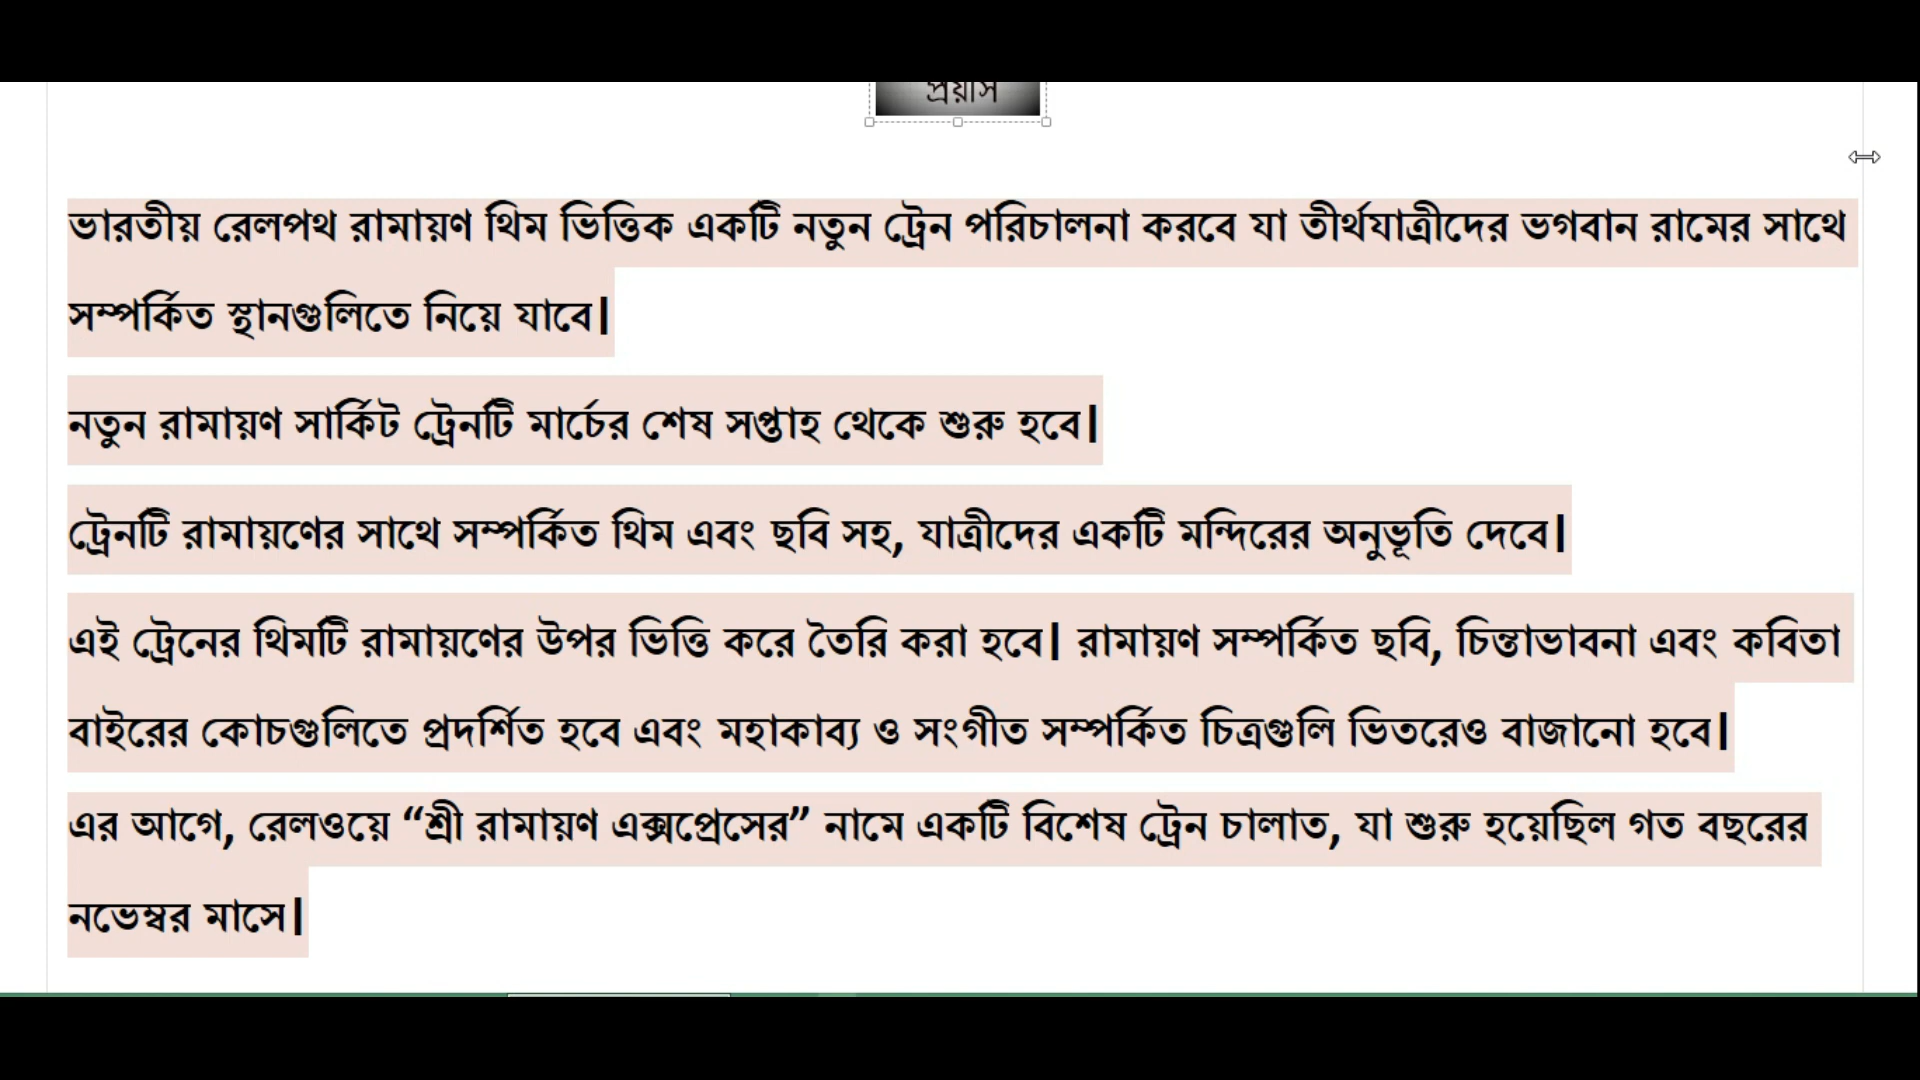 প্রয়াস
ভারতীয় রেলপথ রামায়ণ থিম ভিত্তিক একটি নতুন ট্রেন পরিচালনা করবে যা তীর্থযাত্রীদের ভগবান রামের সাথে
সম্পর্কিত স্থানগুলিতে নিয়ে যাবে|
নতুন রামায়ণ সার্কিট ট্রেনটি মার্চের শেষ সপ্তাহ থেকে শুরু হবে|
ট্রেনটি রামায়ণের সাথে সম্পর্কিত থিম এবং ছবি সহ, যাত্রীদের একটি মন্দিরের অনুভূতি দেবে|
এই ট্রেনের থিমটি রামায়ণের উপর ভিত্তি করে তৈরি করা হবে| রামায়ণ সম্পর্কিত ছবি, চিন্তাভাবনা এবং কবিতা
বাইরের কোচগুলিতে প্রদর্শিত হবে এবং মহাকাব্য ও সংগীত সম্পর্কিত চিত্রগুলি ভিতরেও বাজানো হবে|
এর আগে, রেলওয়ে “শ্রী রামায়ণ এক্সপ্রেসের” নামে একটি বিশেষ ট্রেন চালাত, যা শুরু হয়েছিল গত বছরের
নভেম্বর মাসে|